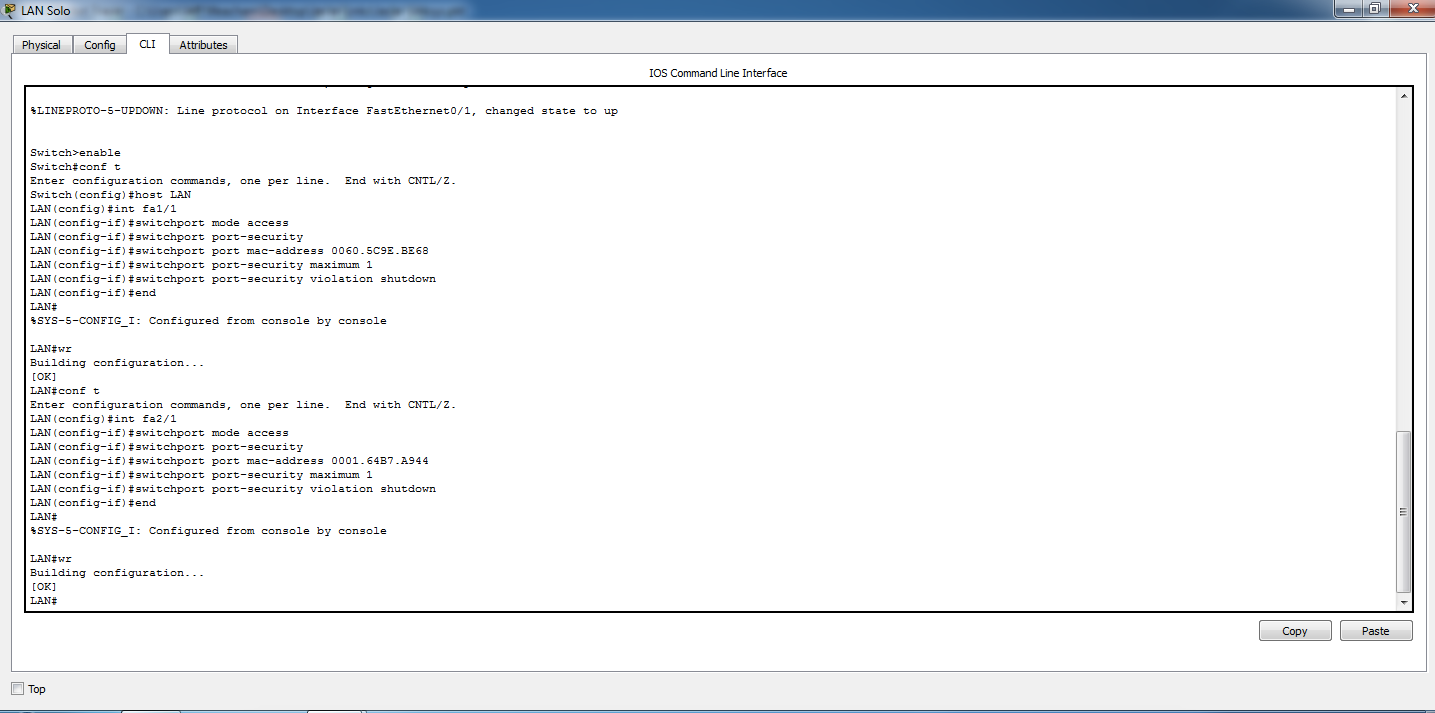 LAN Solo
Physical Config CLI Attributes
IOS Command Line Interface
%LINEPROTO-5-UPDOWN: Line protocol on Interface FastEthernet0/1, changed state to up
Switch>enable
Switch#conf t
Enter configuration commands, one per line.  End with CNTL/Z.
Switch(config)#host LAN
LAN(config)#int fa1/1
LAN(config-if)#switchport mode access
LAN(config-if)#switchport port-security
LAN(config-if)#switchport port mac-address 0060.5C9E.BE68
LAN(config-if)#switchport port-security maximum 1
LAN(config-if)#switchport port-security violation shutdown
LAN(config-if)#end
LAN#
%SYS-5-CONFIG_I: Configured from console by console
LAN#wr
Building configuration...
[OK]
LAN#conf t
Enter configuration commands, one per line.  End with CNTL/Z.
LAN(config)#int fa2/1
LAN(config-if)#switchport mode access
LAN(config-if)#switchport port-security
LAN(config-if)#switchport port mac-address 0001.64B7.A944
LAN(config-if)#switchport port-security maximum 1
LAN(config-if)#switchport port-security violation shutdown
LAN(config-if)#end
LAN#
%SYS-5-CONFIG_I: Configured from console by console
LAN#wr
Building configuration...
[OK]
LAN#
Copy Paste
Top